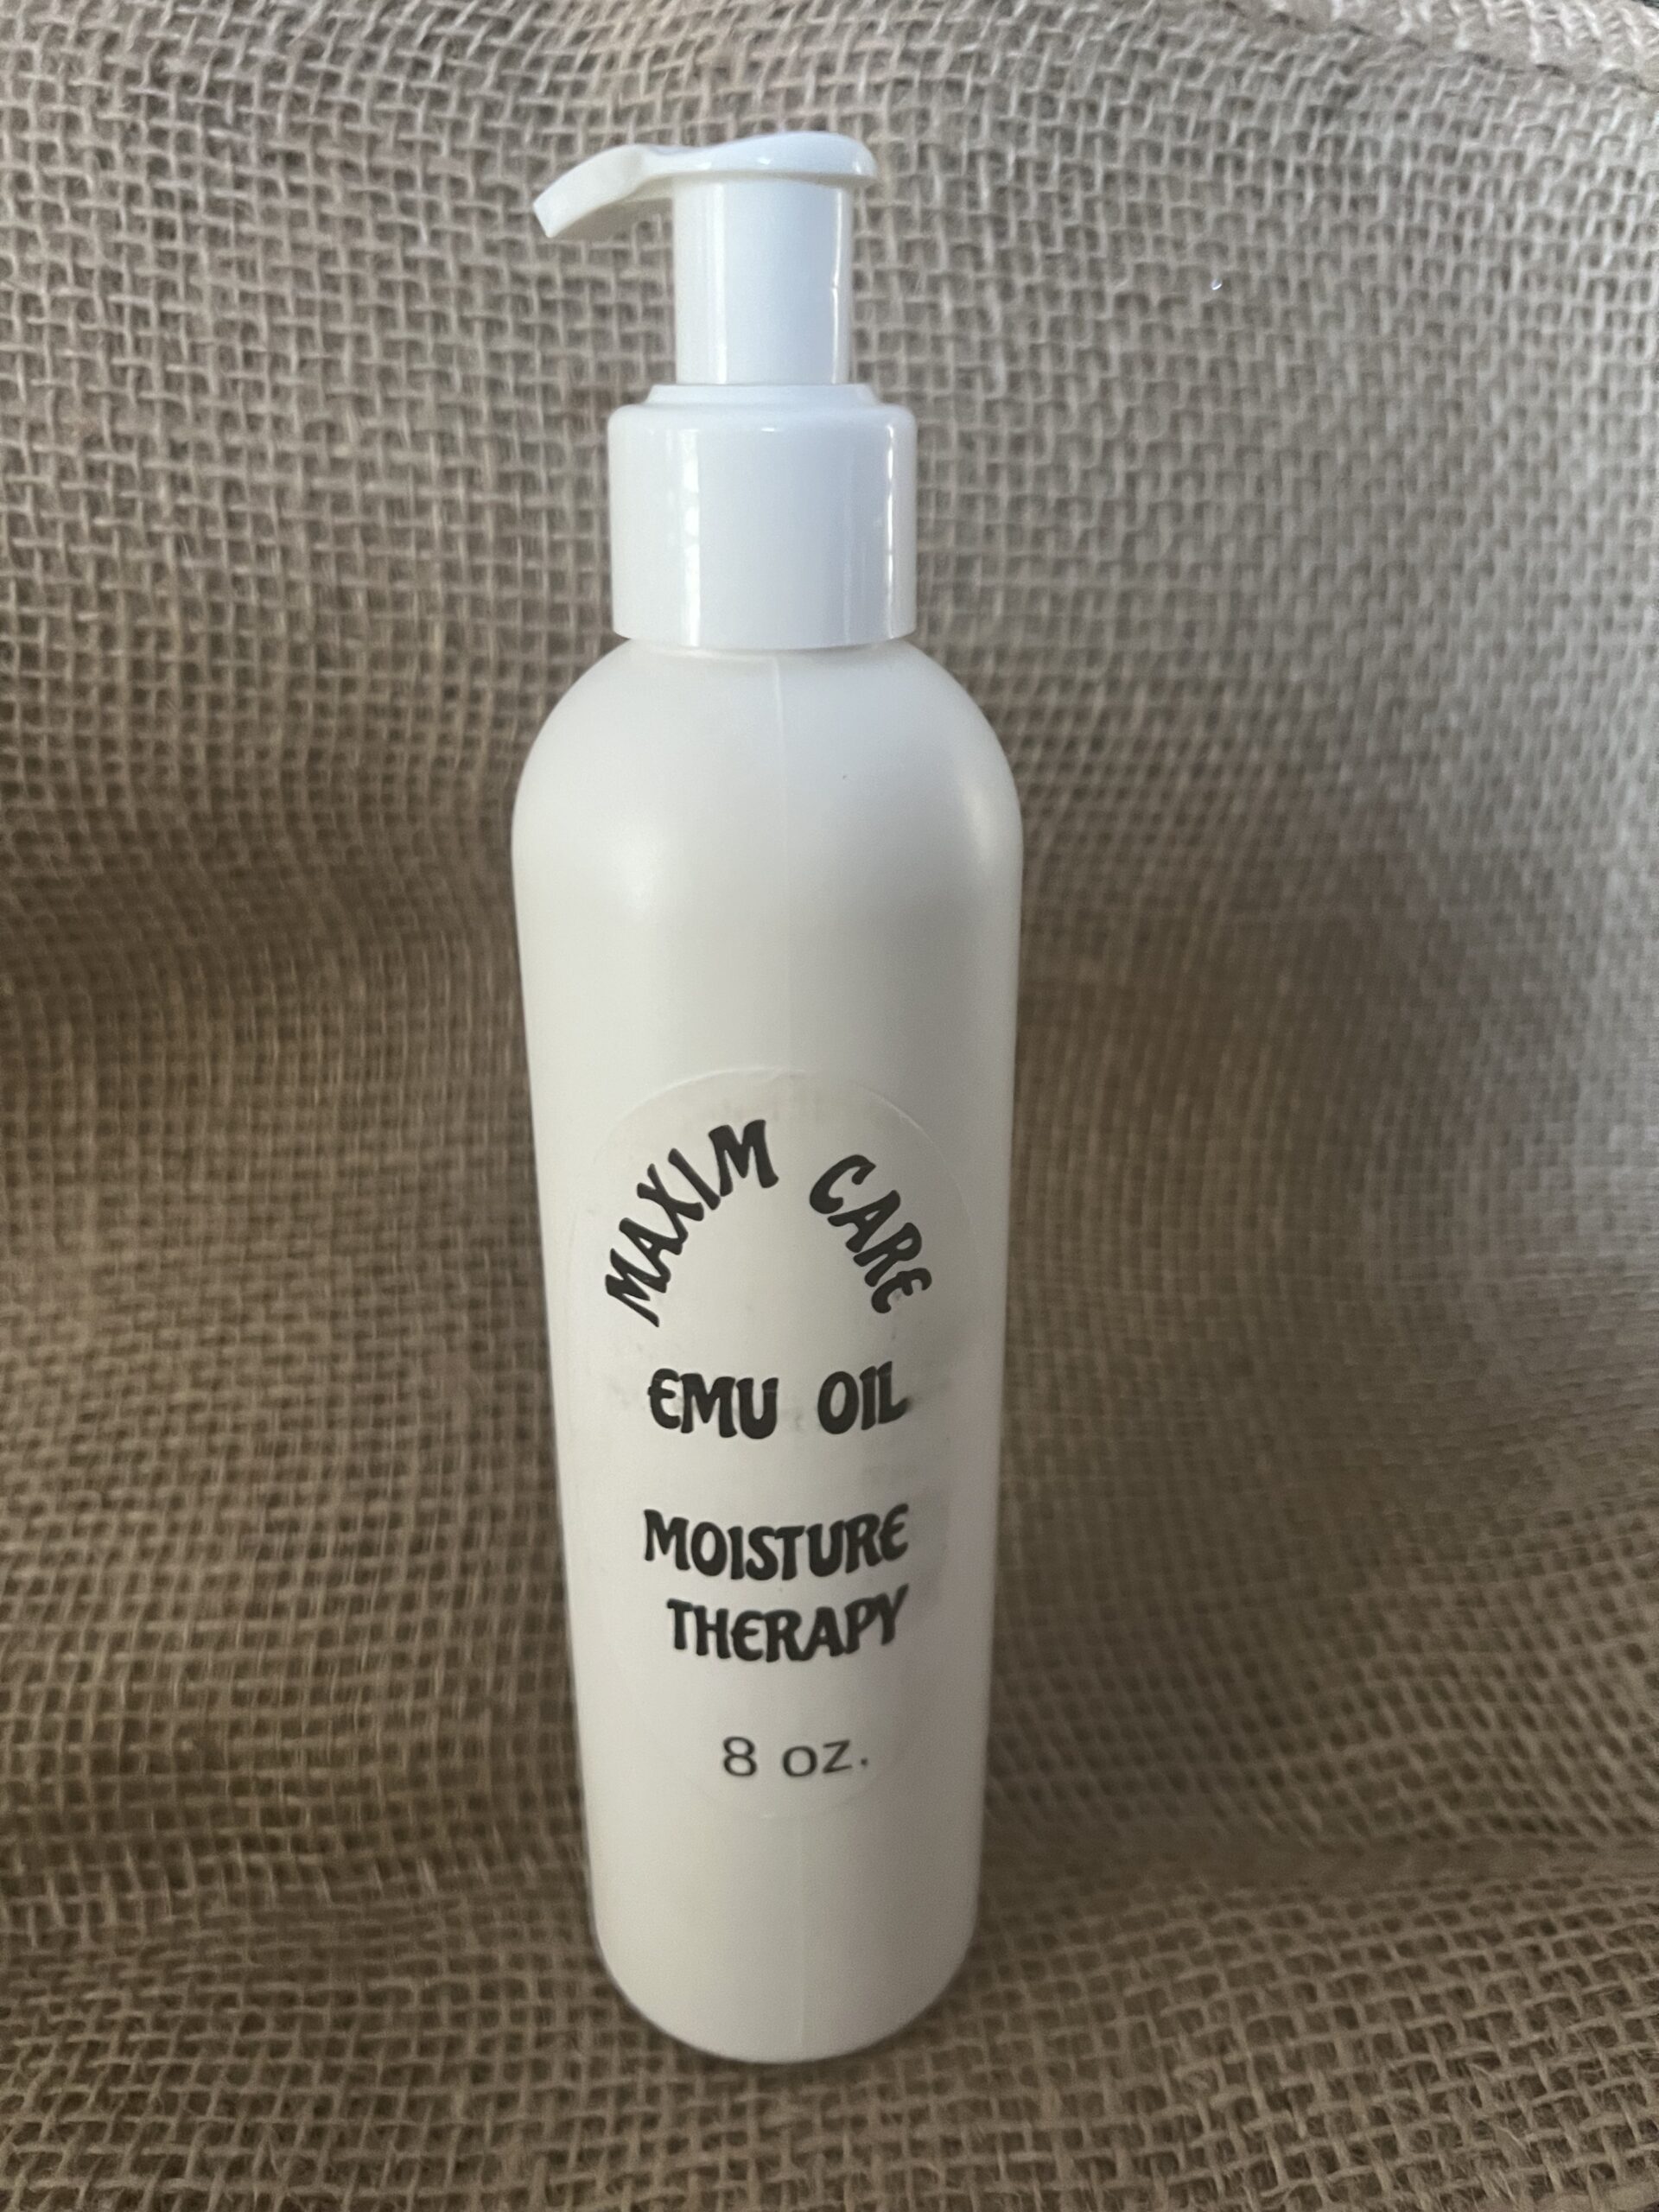 MAXIM CARE
EMU OIL
MOISTURE
THERAPY
8 oz.